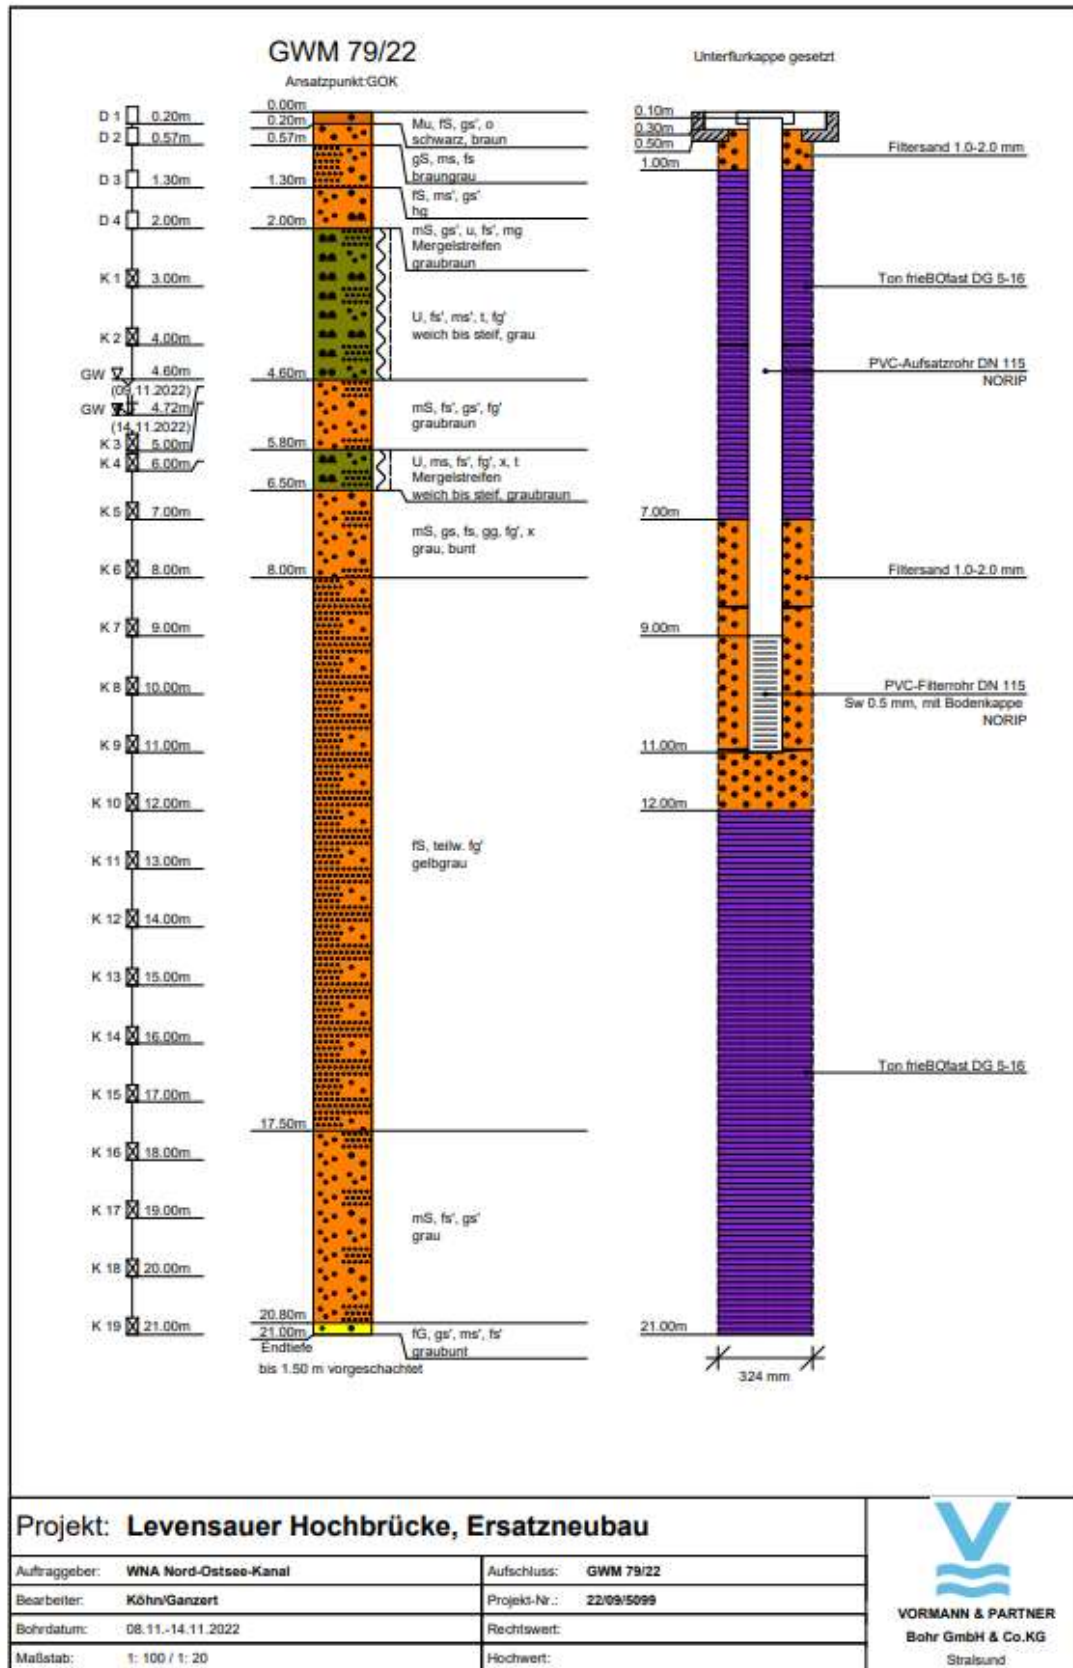 GWM 79/22
Ansatzpunkt:GOK
Unterflurkappe gesetzt
D 1 0.20m
D 2 0.57m
D 3 1.30m
D 4 2.00m
K 1 3.00m
K 2 4.00m
GW 4.60m
(09.11.2022)
GW 4.72m
(14.11.2022)
K 3 5.00m
K 4 6.00m
K 5 7.00m
K 6 8.00m
K 7 9.00m
K 8 10.00m
K 9 11.00m
K 10 12.00m
K 11 13.00m
K 12 14.00m
K 13 15.00m
K 14 16.00m
K 15 17.00m
K 16 18.00m
K 17 19.00m
K 18 20.00m
K 19 21.00m
0.00m
0.20m
0.57m
1.30m
2.00m
4.60m
5.80m
6.50m
8.00m
17.50m
20.80m
21.00m
Endtiefe
bis 1.50 m vorgeschachtet
Mu, fS, gs', o
schwarz, braun
gS, ms, fs
braungrau
fS, ms', gs'
hg
mS, gs', u, fs', mg
Mergelstreifen
graubraun
U, fs', ms', t, fg'
weich bis steif, grau
mS, fs', gs', fg'
graubraun
U, ms, fs', fg', x, t
Mergelstreifen
weich bis steif, graubraun
mS, gs, fs, gg, fg', x
grau, bunt
fS, teilw. fg'
gelbgrau
mS, fs', gs'
grau
fG, gs', ms', fs'
graubunt
0.10m
0.30m
0.50m
1.00m
7.00m
9.00m
11.00m
12.00m
21.00m
324 mm
Filtersand 1.0-2.0 mm
Ton frieBOfast DG 5-16
PVC-Aufsatzrohr DN 115
NORIP
Filtersand 1.0-2.0 mm
PVC-Filterrohr DN 115
Sw 0.5 mm, mit Bodenkappe
NORIP
Ton frieBOfast DG 5-16
Projekt: Levensauer Hochbrücke, Ersatzneubau
Auftraggeber: WNA Nord-Ostsee-Kanal
Aufschluss: GWM 79/22
Bearbeiter: Köhn/Ganzert
Projekt-Nr.: 22/09/5099
Bohrdatum: 08.11.-14.11.2022
Rechtswert:
Maßstab: 1: 100 / 1: 20
Hochwert:
VORMANN & PARTNER
Bohr GmbH & Co.KG
Stralsund